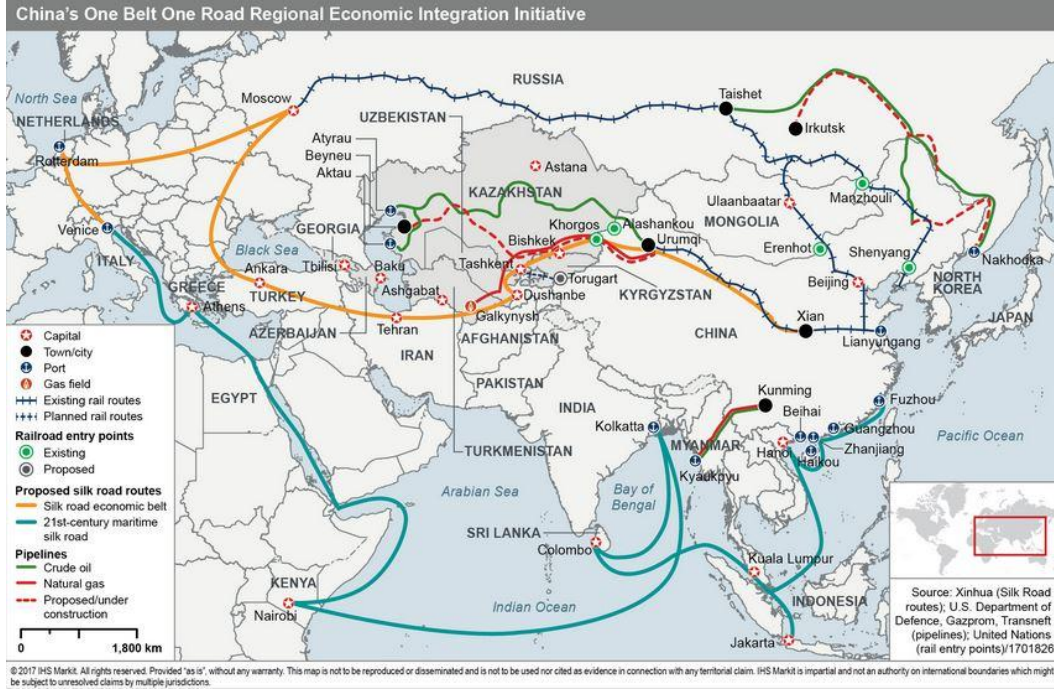 China's One Belt One Road Regional Economic Integration Initiative
North Sea
NETHERLANDS
Rotterdam
Moscow
RUSSIA
Taishet
Irkutsk
UZBEKISTAN
Atyrau
Beyneu
Aktau
Astana
KAZAKHSTAN
Ulaanbaatar
MONGOLIA
Manzhouli
Venice
ITALY
GEORGIA
Black Sea
Khorgos
Alashankou
Urumqi
Bishkek
Erenhot
Shenyang
Nakhodka
Ankara
Tbilisi
Baku
Tashkent
Torugart
Beijing
NORTH
KOREA
GREECE
TURKEY
Ashgabat
Dushanbe
KYRGYZSTAN
JAPAN
Athens
AZERBAIJAN
Tehran
Galkynysh
AFGHANISTAN
CHINA
Xian
Lianyungang
IRAN
PAKISTAN
EGYPT
INDIA
Kunming
Beihai
Fuzhou
Kolkatta
MYANMAR
Guangzhou
TURKMENISTAN
Hanoi
Zhanjiang
Haikou
Kyaukpyu
Pacific Ocean
Arabian Sea
Bay of
Bengal
SRI LANKA
Colombo
Kuala Lumpur
KENYA
Nairobi
Indian Ocean
INDONESIA
Jakarta
Capital
Town/city
Port
Gas field
Existing rail routes
Planned rail routes
Railroad entry points
Existing
Proposed
Proposed silk road routes
Silk road economic belt
21st-century maritime
silk road
Pipelines
Crude oil
Natural gas
Proposed/under
construction
0
1,800 km
Source: Xinhua (Silk Road
routes); U.S. Department of
Defence, Gazprom, Transneft
(pipelines); United Nations
(rail entry points)/1701826
© 2017 IHS Markit. All rights reserved. Provided "as is", without any warranty. This map is not to be reproduced or disseminated and is not to be used nor cited as evidence in connection with any territorial claim. IHS Markit is impartial and not an authority on international boundaries which might
be subject to unresolved claims by multiple jurisdictions.